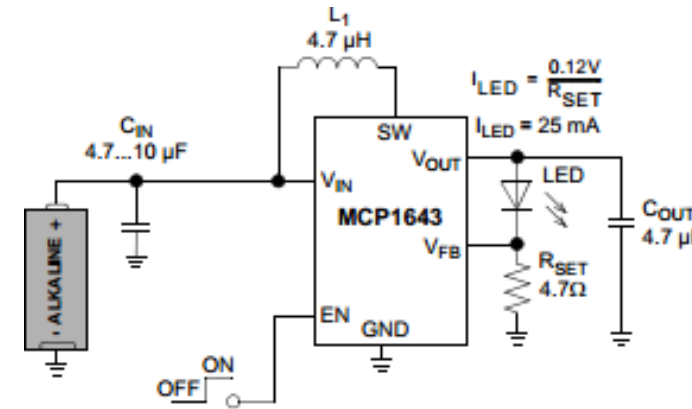 L1
4.7 µH
ILED = 0.12V
RSET
ILED = 25 mA
CIN
4.7...10 µF
SW
VOUT
LED
VIN
MCP1643
COUT
4.7 µ
VFB
RSET
4.7Ω
+ ALKALINE -
EN
GND
ON
OFF